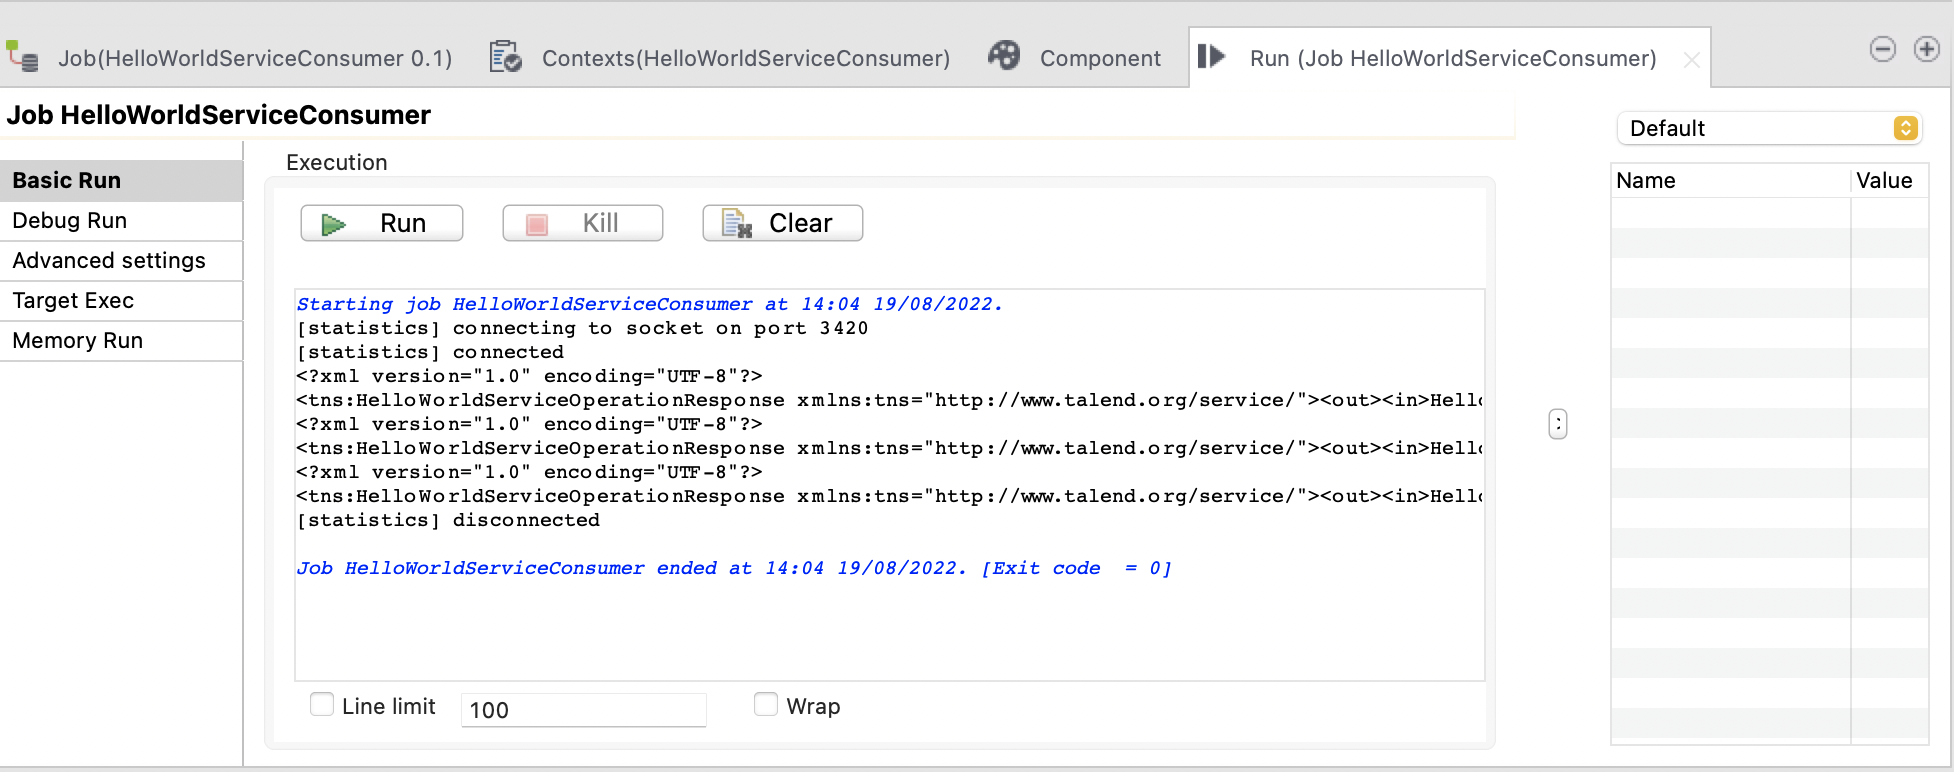 Job(HelloWorldServiceConsumer 0.1)
Contexts(HelloWorldServiceConsumer)
Component
Run (Job HelloWorldServiceConsumer)
Job HelloWorldServiceConsumer
Default
Basic Run
Debug Run
Advanced settings
Target Exec
Memory Run
Execution
Run
Kill
Clear
Starting job HelloWorldServiceConsumer at 14:04 19/08/2022.
[statistics] connecting to socket on port 3420
[statistics] connected
<?xml version="1.0" encoding="UTF-8"?>
<tns:HelloWorldServiceOperationResponse xmlns:tns="http://www.talend.org/service/"><out><in>Hell
<?xml version="1.0" encoding="UTF-8"?>
<tns:HelloWorldServiceOperationResponse xmlns:tns="http://www.talend.org/service/"><out><in>Hell
<?xml version="1.0" encoding="UTF-8"?>
<tns:HelloWorldServiceOperationResponse xmlns:tns="http://www.talend.org/service/"><out><in>Hell
[statistics] disconnected
Job HelloWorldServiceConsumer ended at 14:04 19/08/2022. [Exit code  = 0]
Line limit
100
Wrap
:
Name
Value